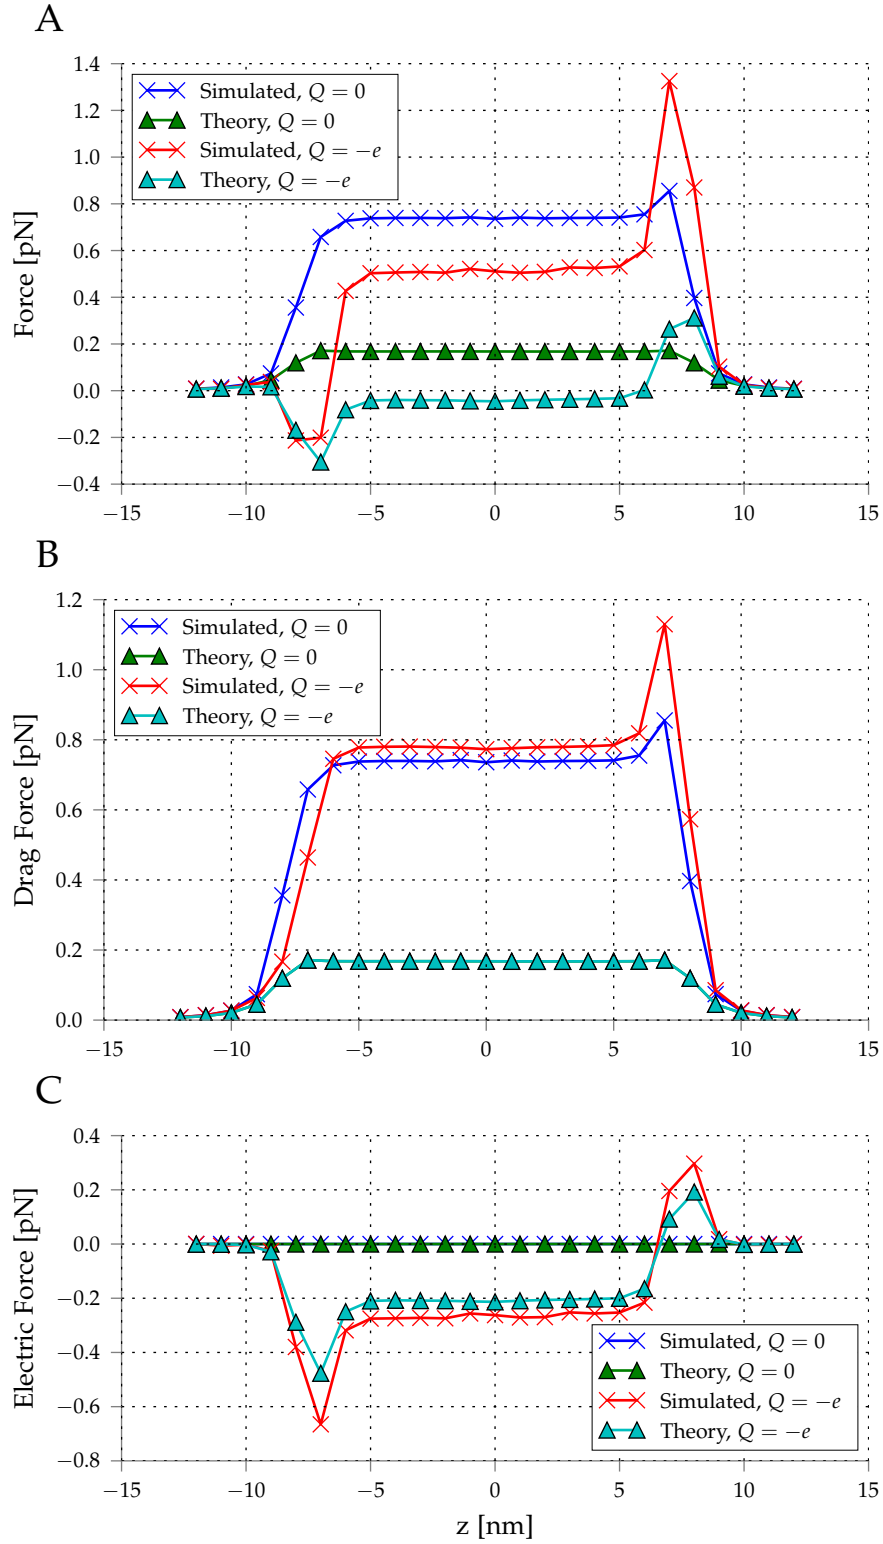 A
Force [pN]
1.4
1.2
1.0
0.8
0.6
0.4
0.2
0.0
−0.2
−0.4
Simulated, Q = 0
Theory, Q = 0
Simulated, Q = −e
Theory, Q = −e
−15 −10 −5 0 5 10 15
B
Drag Force [pN]
1.2
1.0
0.8
0.6
0.4
0.2
0.0
Simulated, Q = 0
Theory, Q = 0
Simulated, Q = −e
Theory, Q = −e
−15 −10 −5 0 5 10 15
C
Electric Force [pN]
0.4
0.2
0.0
−0.2
−0.4
−0.6
−0.8
Simulated, Q = 0
Theory, Q = 0
Simulated, Q = −e
Theory, Q = −e
−15 −10 −5 0 5 10 15
z [nm]